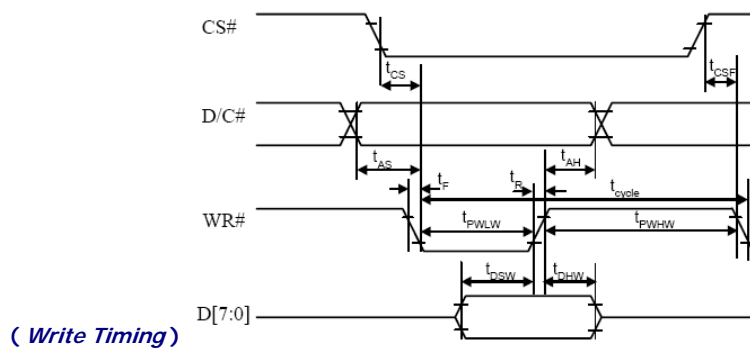 CS#
tCS
tCSF
D/C#
tAS
tAH
tF
tR
tcycle
WR#
tPWLW
tPWHW
tDSW
tDHW
D[7:0]
( Write Timing )